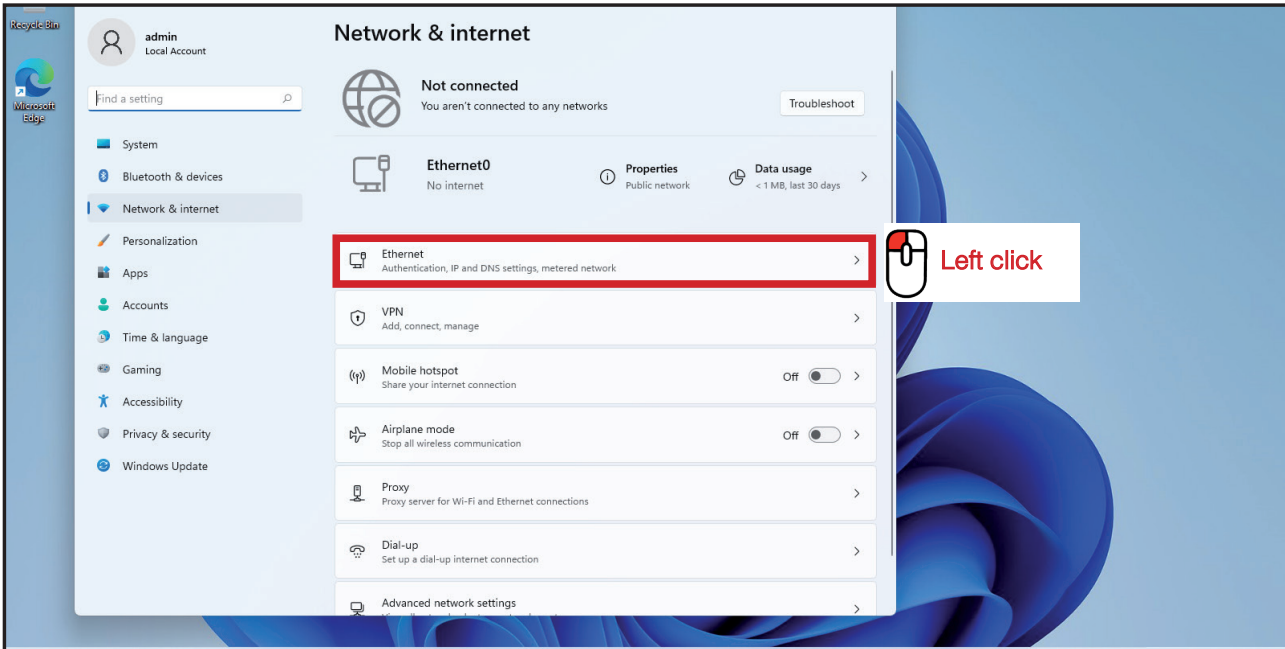 Recycle Bin
Microsoft
Edge
admin
Local Account
Find a setting
System
Bluetooth & devices
Network & internet
Personalization
Apps
Accounts
Time & language
Gaming
Accessibility
Privacy & security
Windows Update
Network & internet
Not connected
You aren't connected to any networks
Troubleshoot
Ethernet0
No internet
Properties
Public network
Data usage
< 1 MB, last 30 days
Ethernet
Authentication, IP and DNS settings, metered network
Left click
VPN
Add, connect, manage
Mobile hotspot
Share your internet connection
Off
Airplane mode
Stop all wireless communication
Off
Proxy
Proxy server for Wi-Fi and Ethernet connections
Dial-up
Set up a dial-up internet connection
Advanced network settings